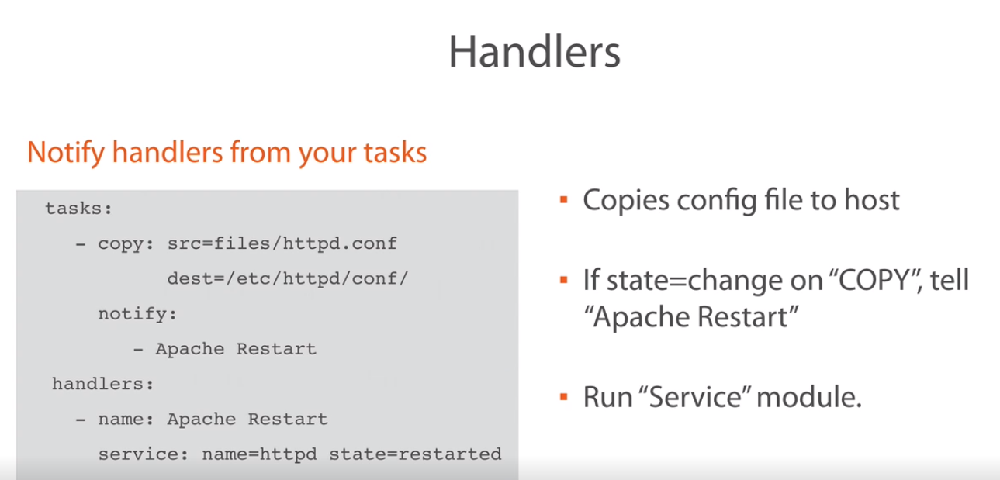 Handlers
Notify handlers from your tasks
tasks:
- copy: src=files/httpd.conf
dest=/etc/httpd/conf/
notify:
- Apache Restart
handlers:
- name: Apache Restart
service: name=httpd state=restarted
▪ Copies config file to host
▪ If state=change on “COPY”, tell
“Apache Restart”
▪ Run “Service” module.